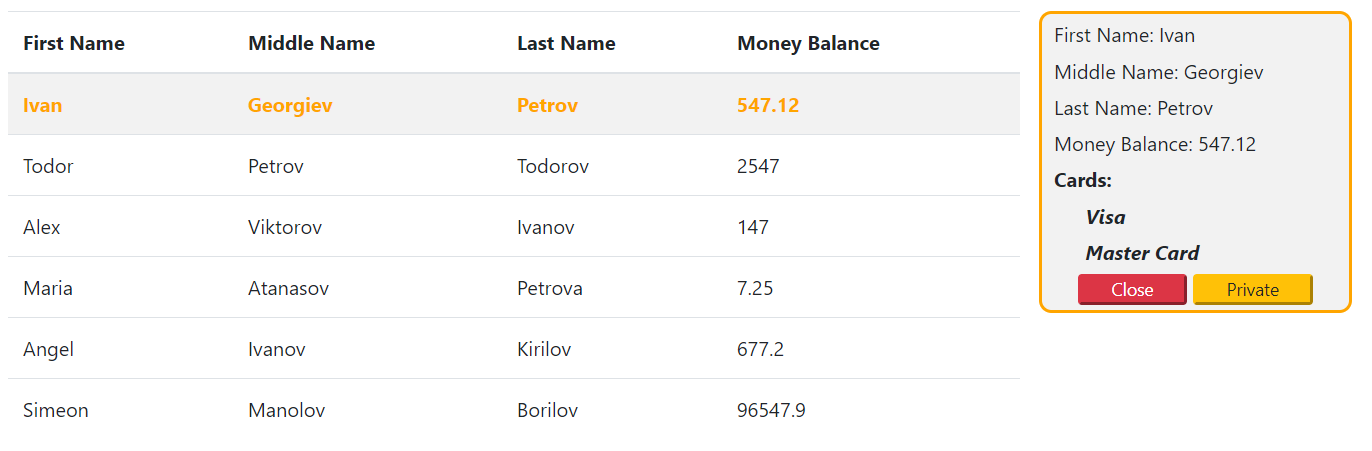 First Name Middle Name Last Name Money Balance
Ivan Georgiev Petrov 547.12
Todor Petrov Todorov 2547
Alex Viktorov Ivanov 147
Maria Atanasov Petrova 7.25
Angel Ivanov Kirilov 677.2
Simeon Manolov Borilov 96547.9
First Name: Ivan
Middle Name: Georgiev
Last Name: Petrov
Money Balance: 547.12
Cards:
Visa
Master Card
Close Private